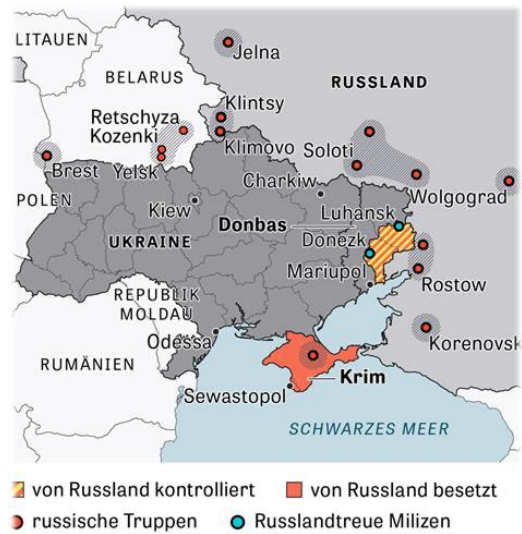 LITAUEN
Jelna
BELARUS
RUSSLAND
Retschyza
Klintsy
Kozenki
Klimovo
Soloti
Brest
Yelsk
Charkiw
Wolgograd
POLEN
Kiew
Luhansk
Donbas
UKRAINE
Donezk
Mariupol
Rostow
REPUBLIK
MOLDAU
Odessa
Korenovsk
RUMÄNIEN
Krim
Sewastopol
SCHWARZES MEER
von Russland kontrolliert
von Russland besetzt
russische Truppen
Russlandtreue Milizen